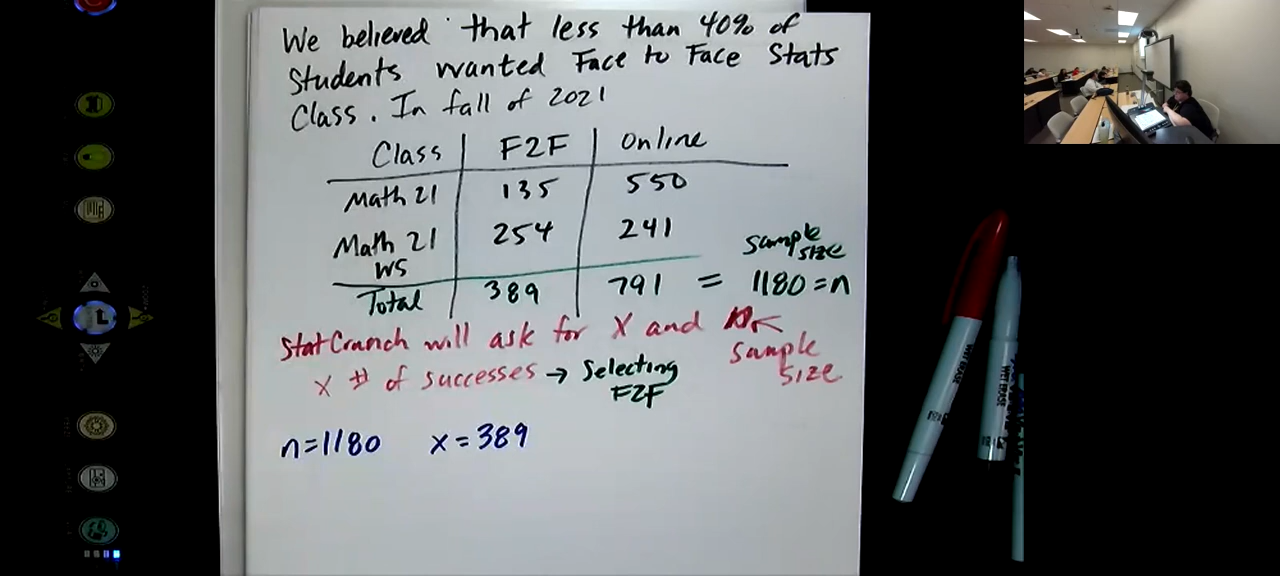 We believed that less than 40% of
Students wanted Face to Face Stats
Class. In fall of 2021
Class F2F Online
Math 21 135 550
Math 21 WS 254 241
Total 389 791 = 1180 = n
sample size
StatCrunch will ask for X and n
sample size
X # of successes → Selecting F2F
n=1180 x=389